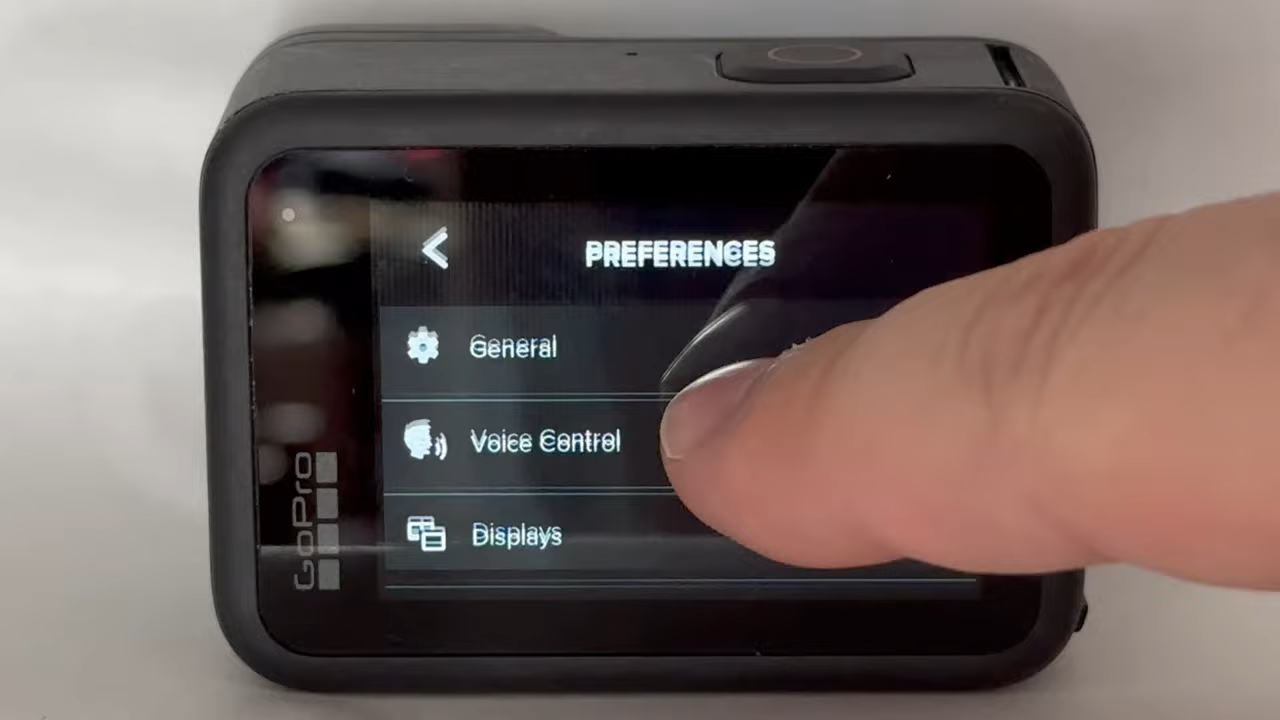 PREFERENCES
General
Voice Control
Displays
GoPro